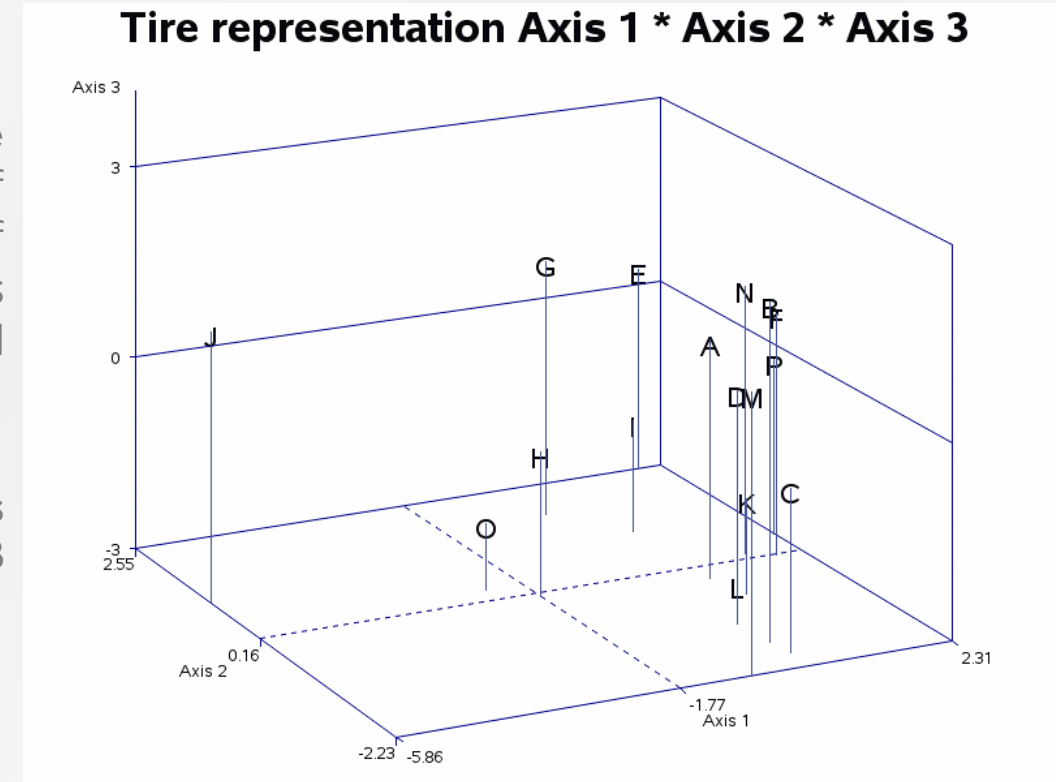 Tire representation Axis 1 * Axis 2 * Axis 3
Axis 3
3
0
-3
2.55
0.16
Axis 2
-2.23
-5.86
-1.77
Axis 1
2.31
G
E
N
B
F
J
A
P
D
M
I
H
C
K
O
L